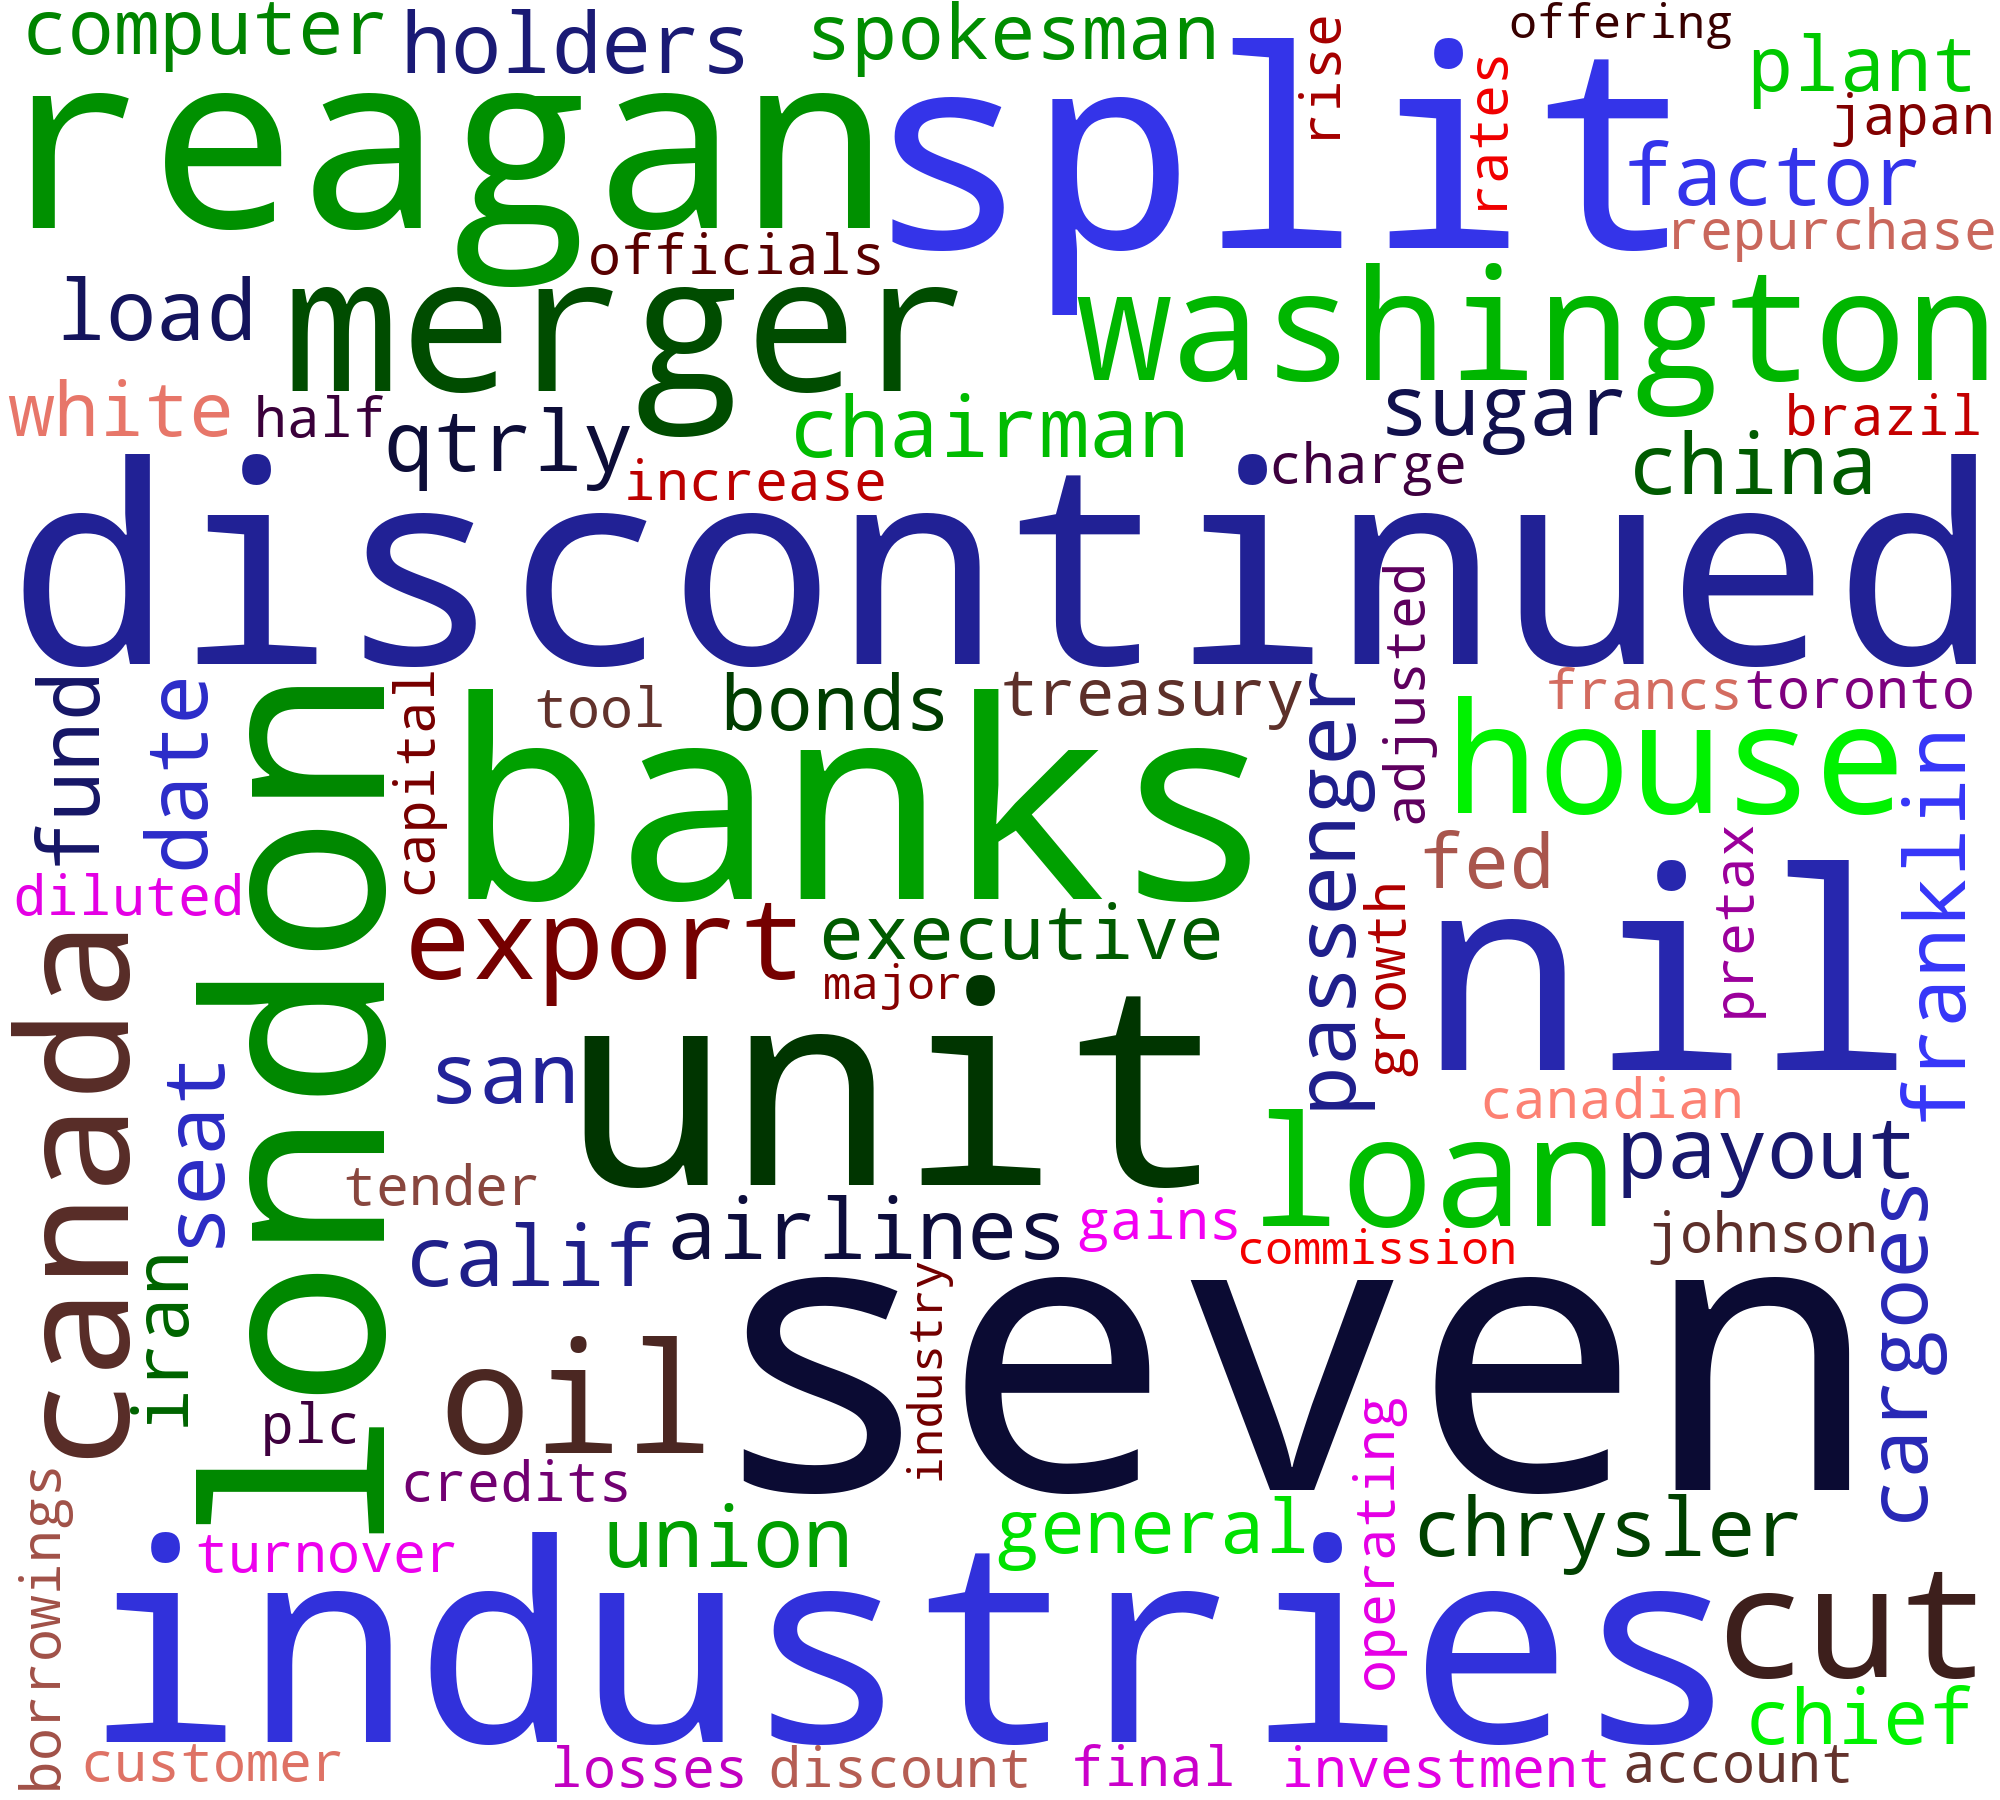 computer
holders
spokesman
offering
rise
rates
plant
japan
reagan
split
factor
repurchase
officials
load
merger
washington
white
half
qtrly
chairman
sugar
brazil
increase
charge
china
discontinued
fund
date
capital
tool
bonds
treasury
adjusted
francs
toronto
london
banks
passenger
house
franklin
diluted
fed
pretax
canada
export
executive
growth
nil
major
seat
san
unit
canadian
loan
payout
tender
iran
calif
airlines
gains
commission
johnson
cargoes
oil
industry
seven
plc
operating
credits
borrowings
turnover
union
general
chrysler
industries
cut
chief
customer
losses
discount
final
investment
account